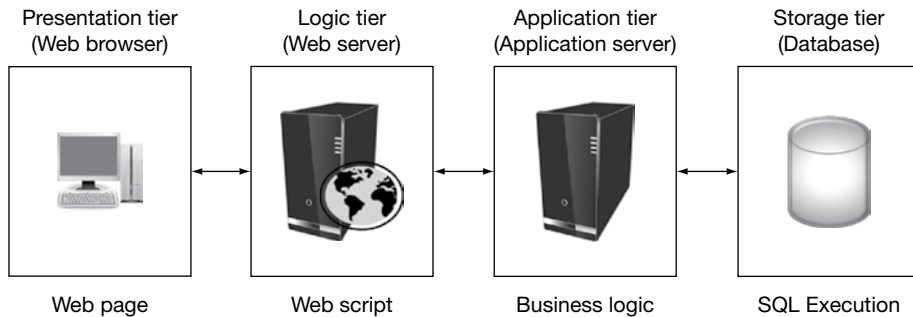 Presentation tier
(Web browser)
Logic tier
(Web server)
Application tier
(Application server)
Storage tier
(Database)
Web page
Web script
Business logic
SQL Execution